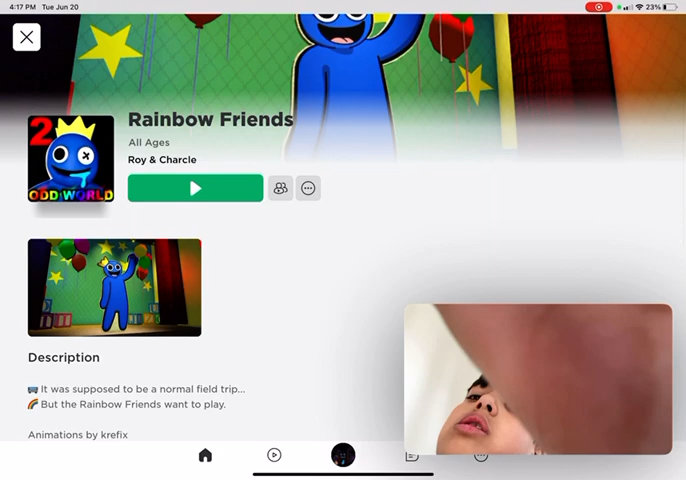 4:17 PM Tue Jun 20
23%
Rainbow Friends
All Ages
Roy & Charcle
2
ODD WORLD
Description
🚌 It was supposed to be a normal field trip...
🌈 But the Rainbow Friends want to play.
Animations by krefix